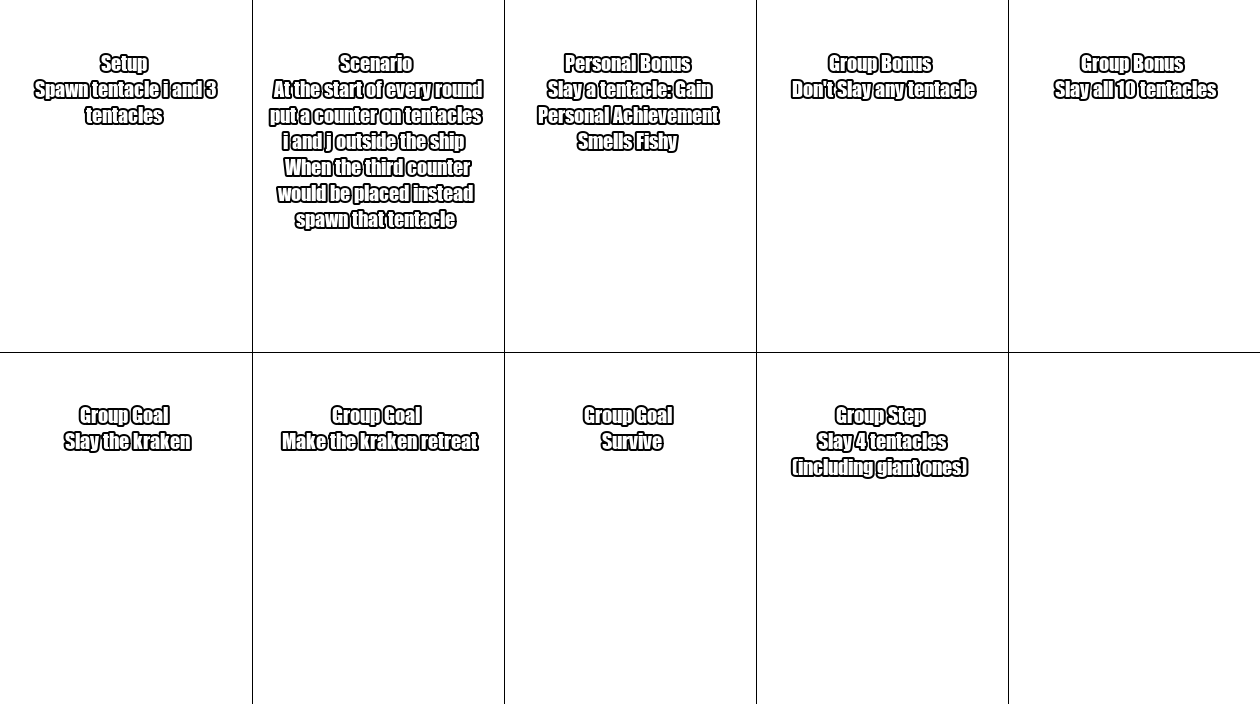 Setup
Spawn tentacle i and 3
tentacles
Scenario
At the start of every round
put a counter on tentacles
i and j outside the ship
When the third counter
would be placed instead
spawn that tentacle
Personal Bonus
Slay a tentacle: Gain
Personal Achievement
Smells Fishy
Group Bonus
Don't Slay any tentacle
Group Bonus
Slay all 10 tentacles
Group Goal
Slay the kraken
Group Goal
Make the kraken retreat
Group Goal
Survive
Group Step
Slay 4 tentacles
(including giant ones)